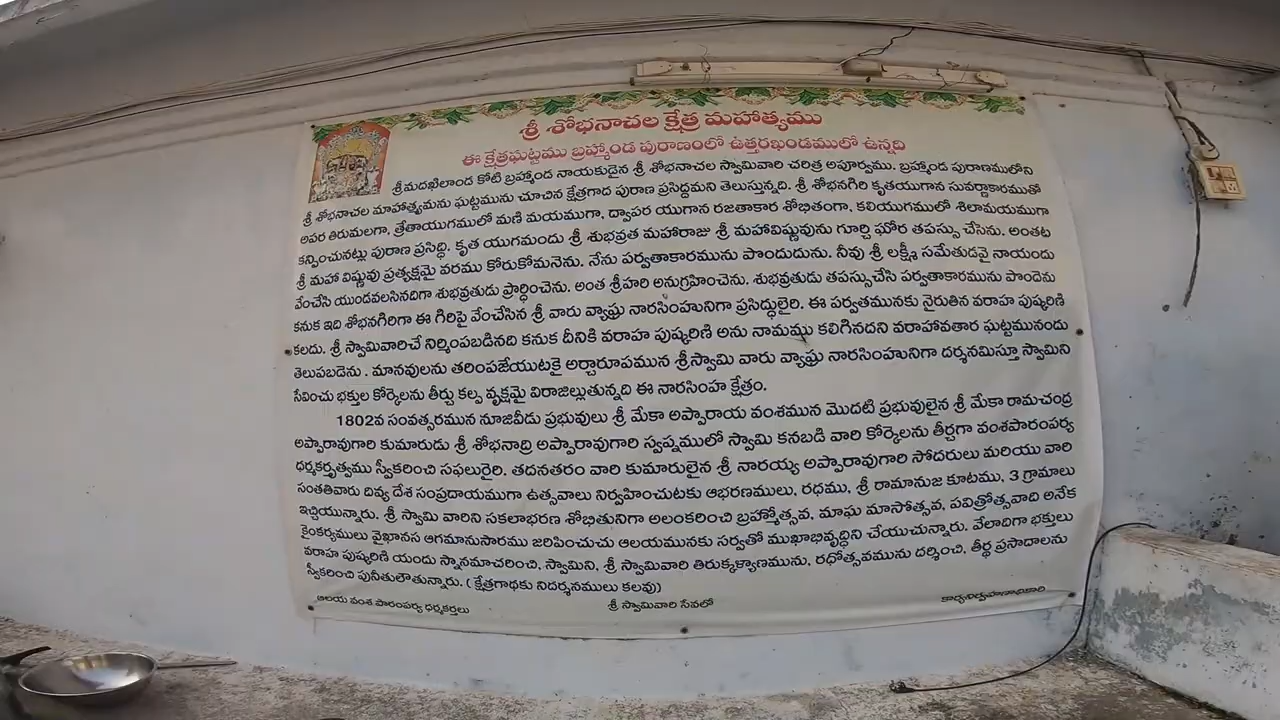 శ్రీ శోభనాచల క్షేత్ర మహాత్యము
ఈ క్షేత్రఘట్టము బ్రహ్మాండ పురాణంలో ఉత్తరఖండములో ఉన్నది
శ్రీమదఖిలాండ కోటి బ్రహ్మాండ నాయకుడైన శ్రీ శోభనాచల స్వామివారి చరిత్ర అపూర్వము. బ్రహ్మాండ పురాణములోని
శ్రీ శోభనాచల మాహాత్మ్యమను ఘట్టమును చూచిన క్షేత్రగాద పురాణ ప్రసిద్దమని తెలుస్తున్నది. శ్రీ శోభనగిరి కృతయుగాన సువర్ణాకారముతో
అపర తిరుమలగా, త్రేతాయుగములో మణి మయముగా, ద్వాపర యుగాన రజతాకార శోభితంగా, కలియుగములో శిలామయముగా
కన్పించునట్లు పురాణ ప్రసిద్ధి. కృత యుగమందు శ్రీ శుభవ్రత మహారాజు శ్రీ మహావిష్ణువును గూర్చి ఘోర తపస్సు చేసెను. అంతట
శ్రీ మహా విష్ణువు ప్రత్యక్షమై వరము కోరుకోమనెను. నేను పర్వతాకారమును పొందుదును. నీవు శ్రీ లక్ష్మీ సమేతుడవై నాయందు
వేంచేసి యుండవలసినదిగా శుభవ్రతుడు ప్రార్ధించెను. అంత శ్రీహరి అనుగ్రహించెను. శుభవ్రతుడు తపస్సుచేసి పర్వతాకారమును పొందెను
కనుక ఇది శోభనగిరిగా ఈ గిరిపై వేంచేసిన శ్రీ వారు వ్యాఘ్ర నారసింహునిగా ప్రసిద్ధులైరి. ఈ పర్వతమునకు నైరుతిన వరాహ పుష్కరిణి
కలదు. శ్రీ స్వామివారిచే నిర్మింపబడినది కనుక దీనికి వరాహ పుష్కరిణి అను నామము కలిగినదని వరాహావతార ఘట్టమునందు
తెలుపబడెను . మానవులను తరింపజేయుటకై అర్చారూపమున శ్రీస్వామి వారు వ్యాఘ్ర నారసింహునిగా దర్శనమిస్తూ స్వామిని
సేవించు భక్తుల కోర్కెలను తీర్చు కల్ప వృక్షమై విరాజిల్లుతున్నది ఈ నారసింహ క్షేత్రం.
1802వ సంవత్సరమున నూజివీడు ప్రభువులు శ్రీ మేకా అప్పారాయ వంశమున మొదటి ప్రభువులైన శ్రీ మేకా రామచంద్ర
అప్పారావుగారి కుమారుడు శ్రీ శోభనాద్రి అప్పారావుగారి స్వప్నములో స్వామి కనబడి వారి కోర్కెలను తీర్చగా వంశపారంపర్య
ధర్మకర్తృత్వము స్వీకరించి సఫలురైరి. తదనతరం వారి కుమారులైన శ్రీ నారయ్య అప్పారావుగారి సోదరులు మరియు వారి
సంతతివారు దివ్య దేశ సంప్రదాయముగా ఉత్సవాలు నిర్వహించుటకు ఆభరణములు, రధము, శ్రీ రామానుజ కూటము, 3 గ్రామాలు
ఇచ్చియున్నారు. శ్రీ స్వామి వారిని సకలాభరణ శోభితునిగా అలంకరించి బ్రహ్మోత్సవ, మాఘ మాసోత్సవ, పవిత్రోత్సవాది అనేక
కైంకర్యములు వైఖానస ఆగమానుసారము జరిపించుచు ఆలయమునకు సర్వతో ముఖాభివృద్ధిని చేయుచున్నారు. వేలాదిగా భక్తులు
వరాహ పుష్కరిణి యందు స్నానమాచరించి, స్వామిని, శ్రీ స్వామివారి తిరుక్కళ్యాణమును, రధోత్సవమును దర్శించి, తీర్ధ ప్రసాదాలను
స్వీకరించి పునీతులౌతున్నారు. ( క్షేత్రగాథకు నిదర్శనములు కలవు)
ఆలయ వంశ పారంపర్య ధర్మకర్తలు శ్రీ స్వామివారి సేవలో కార్యనిర్వహణాధికారి